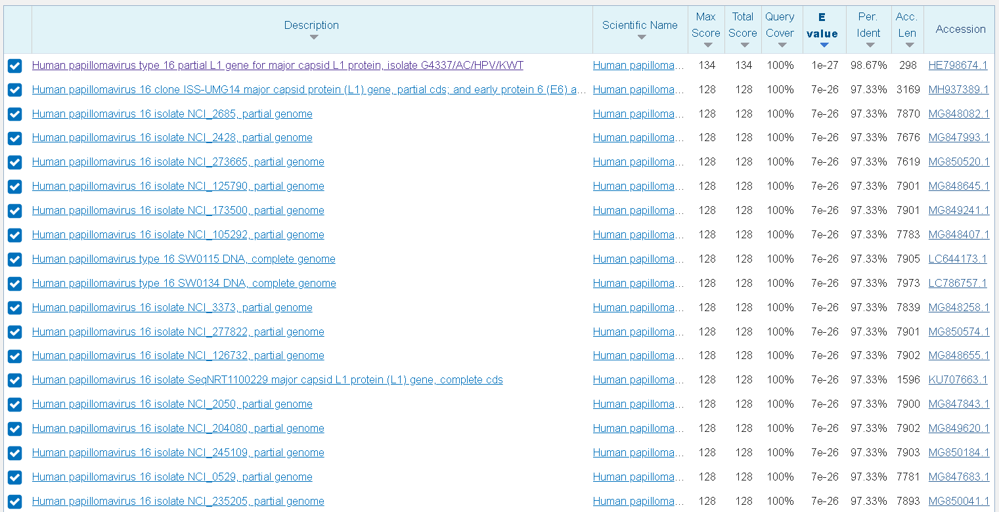 Description Scientific Name Max Score Total Score Query Cover E value Per. Ident Acc. Len Accession
Human papillomavirus type 16 partial L1 gene for major capsid L1 protein, isolate G4337/AC/HPV/KWT Human papilloma... 134 134 100% 1e-27 98.67% 298 HE798674.1
Human papillomavirus 16 clone ISS-UMG14 major capsid protein (L1) gene, partial cds; and early protein 6 (E6) a... Human papilloma... 128 128 100% 7e-26 97.33% 3169 MH937389.1
Human papillomavirus 16 isolate NCI_2685, partial genome Human papilloma... 128 128 100% 7e-26 97.33% 7870 MG848082.1
Human papillomavirus 16 isolate NCI_2428, partial genome Human papilloma... 128 128 100% 7e-26 97.33% 7676 MG847993.1
Human papillomavirus 16 isolate NCI_273665, partial genome Human papilloma... 128 128 100% 7e-26 97.33% 7619 MG850520.1
Human papillomavirus 16 isolate NCI_125790, partial genome Human papilloma... 128 128 100% 7e-26 97.33% 7901 MG848645.1
Human papillomavirus 16 isolate NCI_173500, partial genome Human papilloma... 128 128 100% 7e-26 97.33% 7901 MG849241.1
Human papillomavirus 16 isolate NCI_105292, partial genome Human papilloma... 128 128 100% 7e-26 97.33% 7783 MG848407.1
Human papillomavirus type 16 SW0115 DNA, complete genome Human papilloma... 128 128 100% 7e-26 97.33% 7905 LC644173.1
Human papillomavirus type 16 SW0134 DNA, complete genome Human papilloma... 128 128 100% 7e-26 97.33% 7973 LC786757.1
Human papillomavirus 16 isolate NCI_3373, partial genome Human papilloma... 128 128 100% 7e-26 97.33% 7839 MG848258.1
Human papillomavirus 16 isolate NCI_277822, partial genome Human papilloma... 128 128 100% 7e-26 97.33% 7901 MG850574.1
Human papillomavirus 16 isolate NCI_126732, partial genome Human papilloma... 128 128 100% 7e-26 97.33% 7902 MG848655.1
Human papillomavirus 16 isolate SeqNRT1100229 major capsid L1 protein (L1) gene, complete cds Human papilloma... 128 128 100% 7e-26 97.33% 1596 KU707663.1
Human papillomavirus 16 isolate NCI_2050, partial genome Human papilloma... 128 128 100% 7e-26 97.33% 7900 MG847843.1
Human papillomavirus 16 isolate NCI_204080, partial genome Human papilloma... 128 128 100% 7e-26 97.33% 7902 MG849620.1
Human papillomavirus 16 isolate NCI_245109, partial genome Human papilloma... 128 128 100% 7e-26 97.33% 7903 MG850184.1
Human papillomavirus 16 isolate NCI_0529, partial genome Human papilloma... 128 128 100% 7e-26 97.33% 7781 MG847683.1
Human papillomavirus 16 isolate NCI_235205, partial genome Human papilloma... 128 128 100% 7e-26 97.33% 7893 MG850041.1